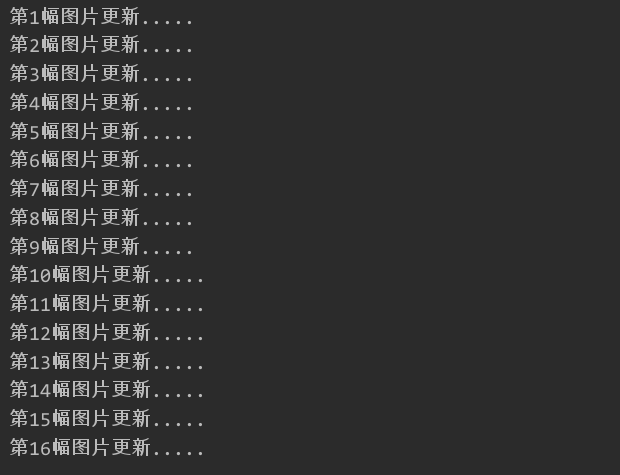 第1幅图片更新.....
第2幅图片更新.....
第3幅图片更新.....
第4幅图片更新.....
第5幅图片更新.....
第6幅图片更新.....
第7幅图片更新.....
第8幅图片更新.....
第9幅图片更新.....
第10幅图片更新.....
第11幅图片更新.....
第12幅图片更新.....
第13幅图片更新.....
第14幅图片更新.....
第15幅图片更新.....
第16幅图片更新.....